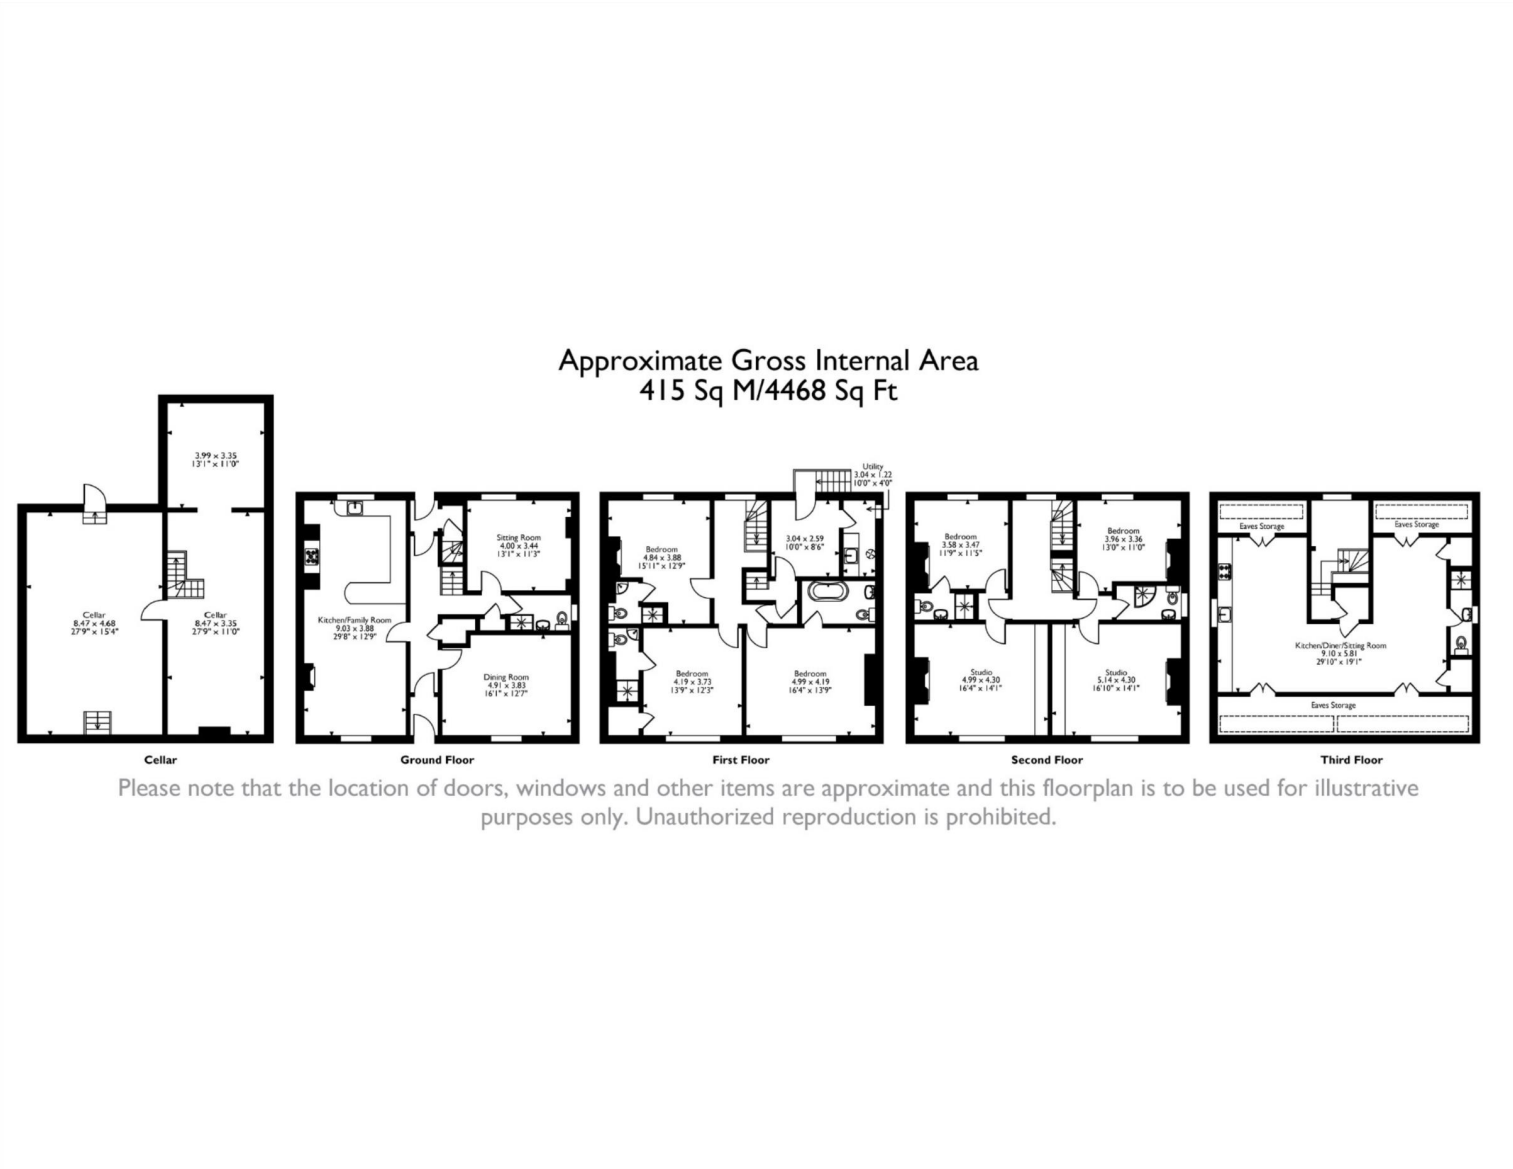 Approximate Gross Internal Area
415 Sq M/4468 Sq Ft
3.99 x 3.35
13'1" x 11'0"
Cellar
8.47 x 4.68
27'9" x 15'4"
Cellar
8.47 x 3.35
27'9" x 11'0"
Cellar
Sitting Room
4.00 x 3.44
13'1" x 11'3"
Kitchen/Family Room
9.03 x 3.88
29'8" x 12'9"
Dining Room
4.91 x 3.83
16'1" x 12'7"
Ground Floor
Utility
3.04 x 1.22
10'0" x 4'0"
Bedroom
4.84 x 3.88
15'11" x 12'9"
3.04 x 2.59
10'0" x 8'6"
Bedroom
4.19 x 3.73
13'9" x 12'3"
Bedroom
4.99 x 4.19
16'4" x 13'9"
First Floor
Bedroom
3.58 x 3.47
11'9" x 11'5"
Bedroom
3.96 x 3.36
13'0" x 11'0"
Studio
4.99 x 4.30
16'4" x 14'1"
Studio
5.14 x 4.30
16'10" x 14'1"
Second Floor
Eaves Storage
Eaves Storage
Kitchen/Diner/Sitting Room
9.10 x 5.81
29'10" x 19'1"
Eaves Storage
Third Floor
Please note that the location of doors, windows and other items are approximate and this floorplan is to be used for illustrative
purposes only. Unauthorized reproduction is prohibited.